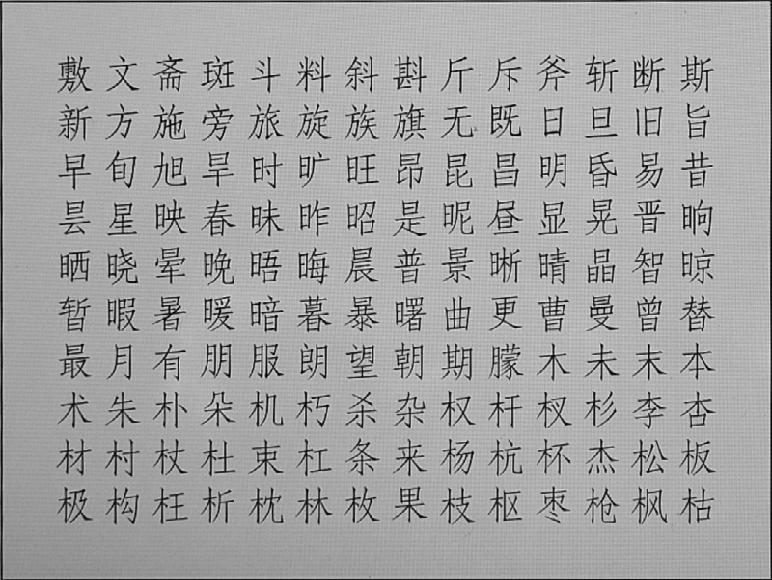 敷文斋斑斗料斜斟斤斥斧斩断斯
新方施旁旅旋族旗无既日旦旧旨
早旬旭旱时旷旺昂昆昌明昏易昔
昙星映春昧昨昭是昵昼显晃晋晌
晒晓晕晚晤晦晨普景晰晴晶智晾
暂暇暑暖暗暮暴曙曲更曹曼曾替
最月有朋服朗望朝期朦木未末本
术朱朴朵机朽杀杂权杆杈杉李杏
材村杖杜束杠条来杨杭杯杰松板
极构枉析枕林枚果枝枢枣枪枫枯